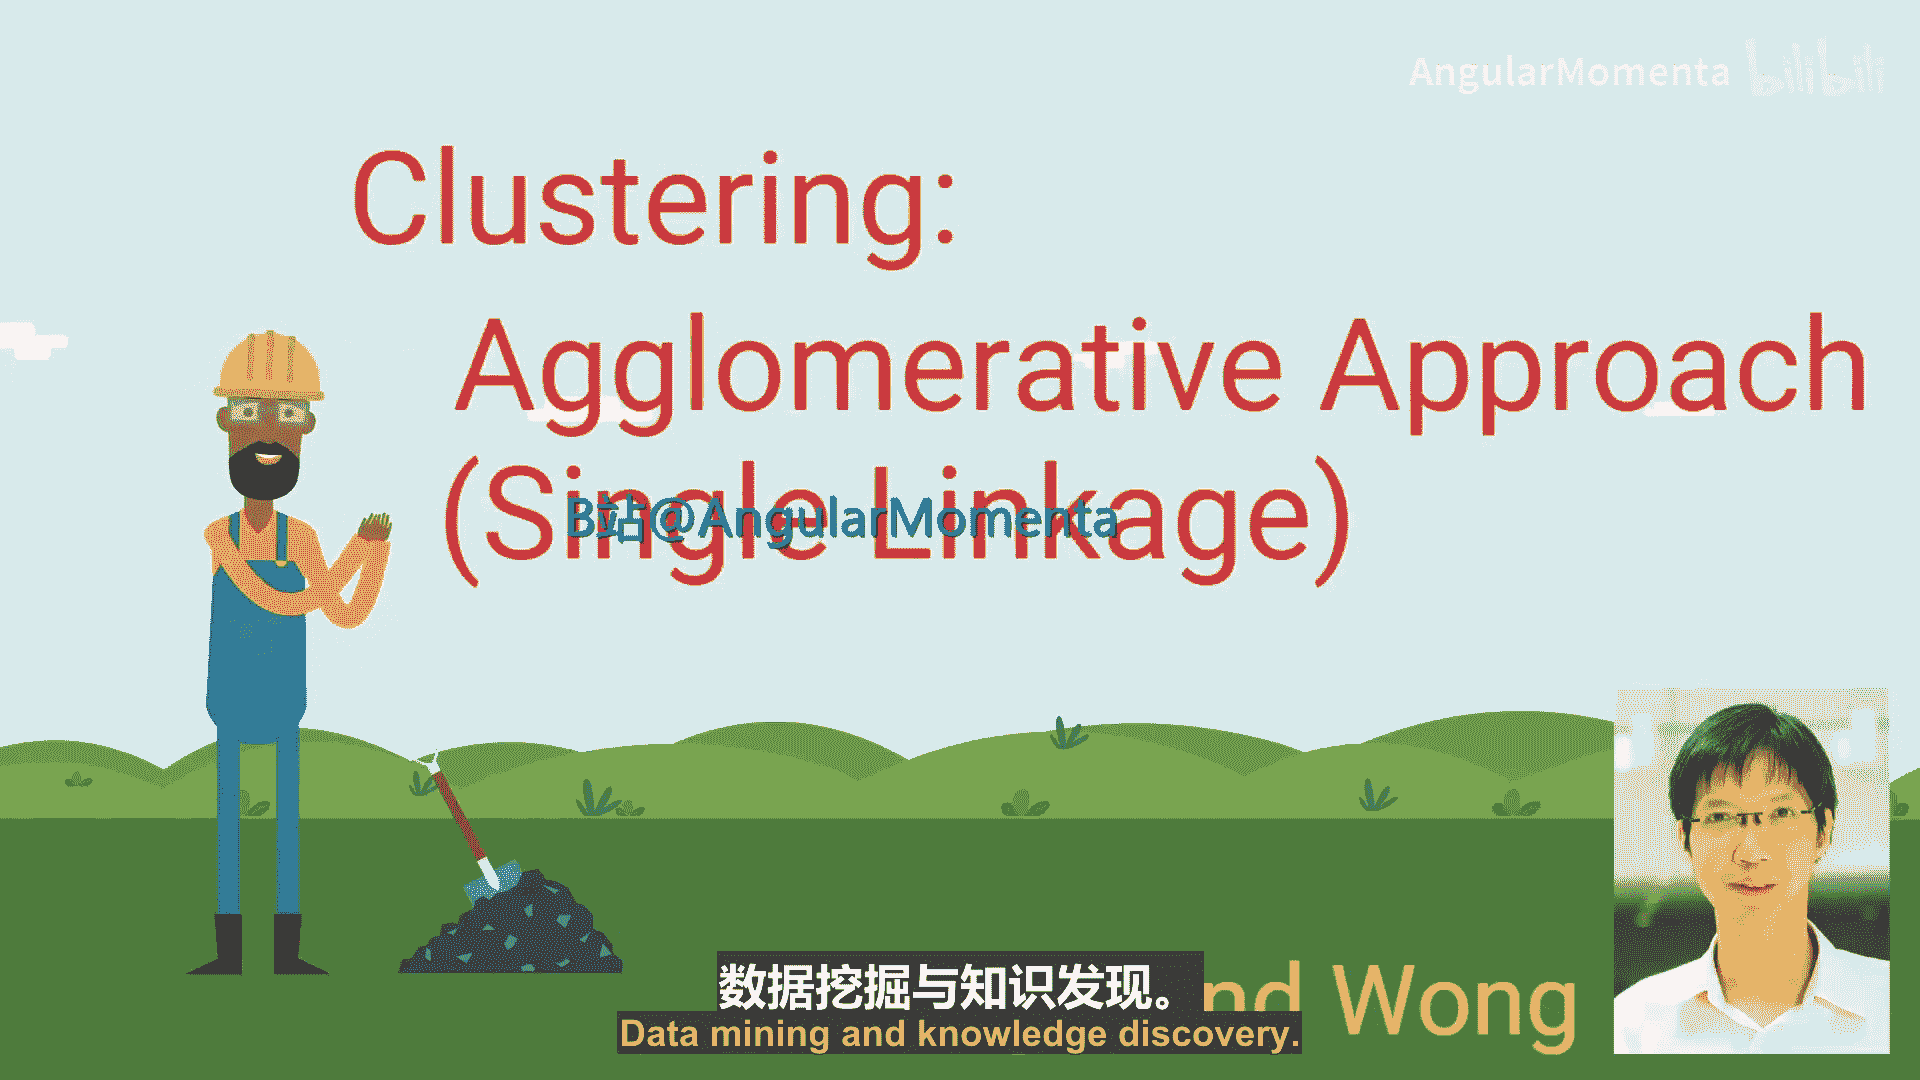 AngularMomenta bilibili
Clustering:
Agglomerative Approach
(Single Linkage)
B站@AngularMomenta
nd Wong
数据挖掘与知识发现。
Data mining and knowledge discovery.